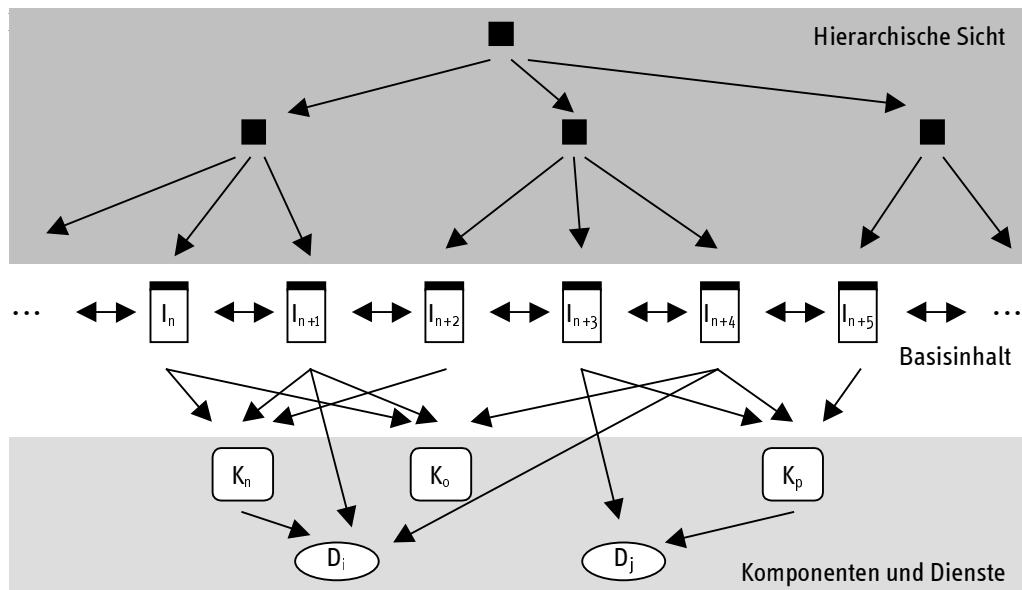 Hierarchische Sicht
... Iₙ Iₙ₊₁ Iₙ₊₂ Iₙ₊₃ Iₙ₊₄ Iₙ₊₅ ...
Basisinhalt
Kₙ Kₒ Kₚ
Dᵢ Dⱼ
Komponenten und Dienste